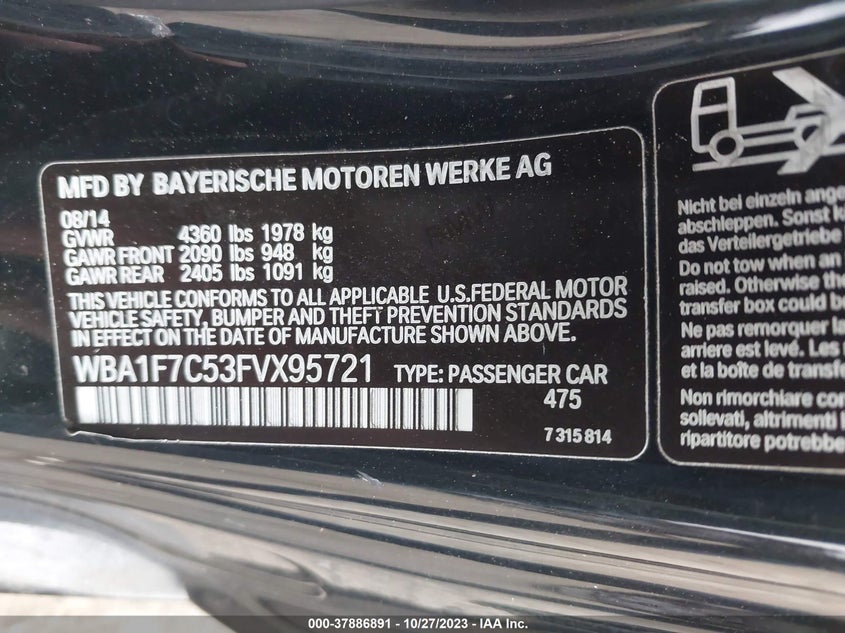 MFD BY BAYERISCHE MOTOREN WERKE AG
08/14
GVWR 4360 lbs 1978 kg
GAWR FRONT 2090 lbs 948 kg
GAWR REAR 2405 lbs 1091 kg
THIS VEHICLE CONFORMS TO ALL APPLICABLE U.S.FEDERAL MOTOR
VEHICLE SAFETY, BUMPER AND THEFT PREVENTION STANDARDS
IN EFFECT ON THE DATE OF MANUFACTURE SHOWN ABOVE.
WBA1F7C53FVX95721 TYPE: PASSENGER CAR
475
7 315 814
Nicht bei einzeln ange
abschleppen. Sonst k
das Verteilergetriebe
Do not tow when an
raised. Otherwise the
transfer box could b
Ne pas remorquer la
arrière est levé. Les
et la boîte de transfe
Non rimorchiare con
sollevati, altrimenti l
ripartitore potrebbe
000-37886891 | 10/27/2023 - IAA Inc.